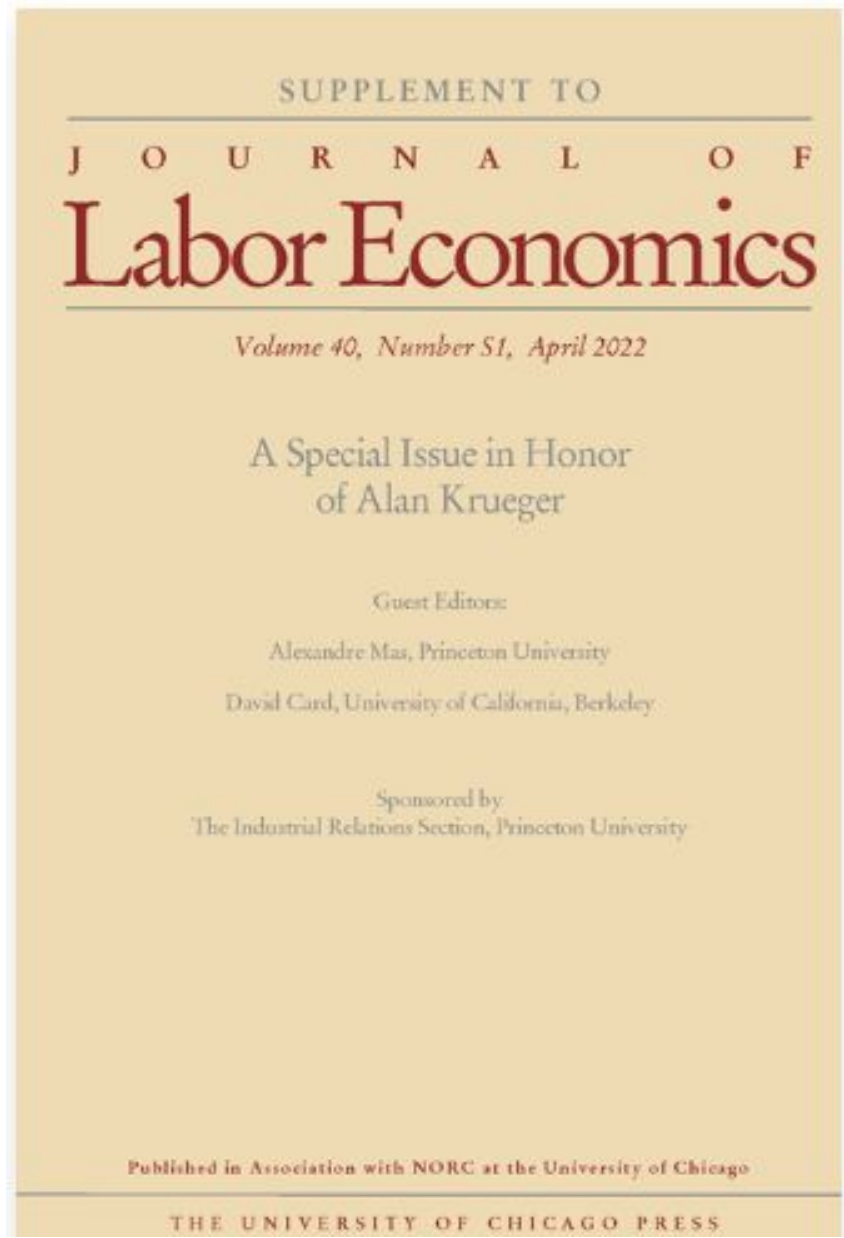 SUPPLEMENT TO
JOURNAL OF
Labor Economics
Volume 40, Number S1, April 2022
A Special Issue in Honor
of Alan Krueger
Guest Editors:
Alexandre Mas, Princeton University
David Card, University of California, Berkeley
Sponsored by
The Industrial Relations Section, Princeton University
Published in Association with NORC at the University of Chicago
THE UNIVERSITY OF CHICAGO PRESS